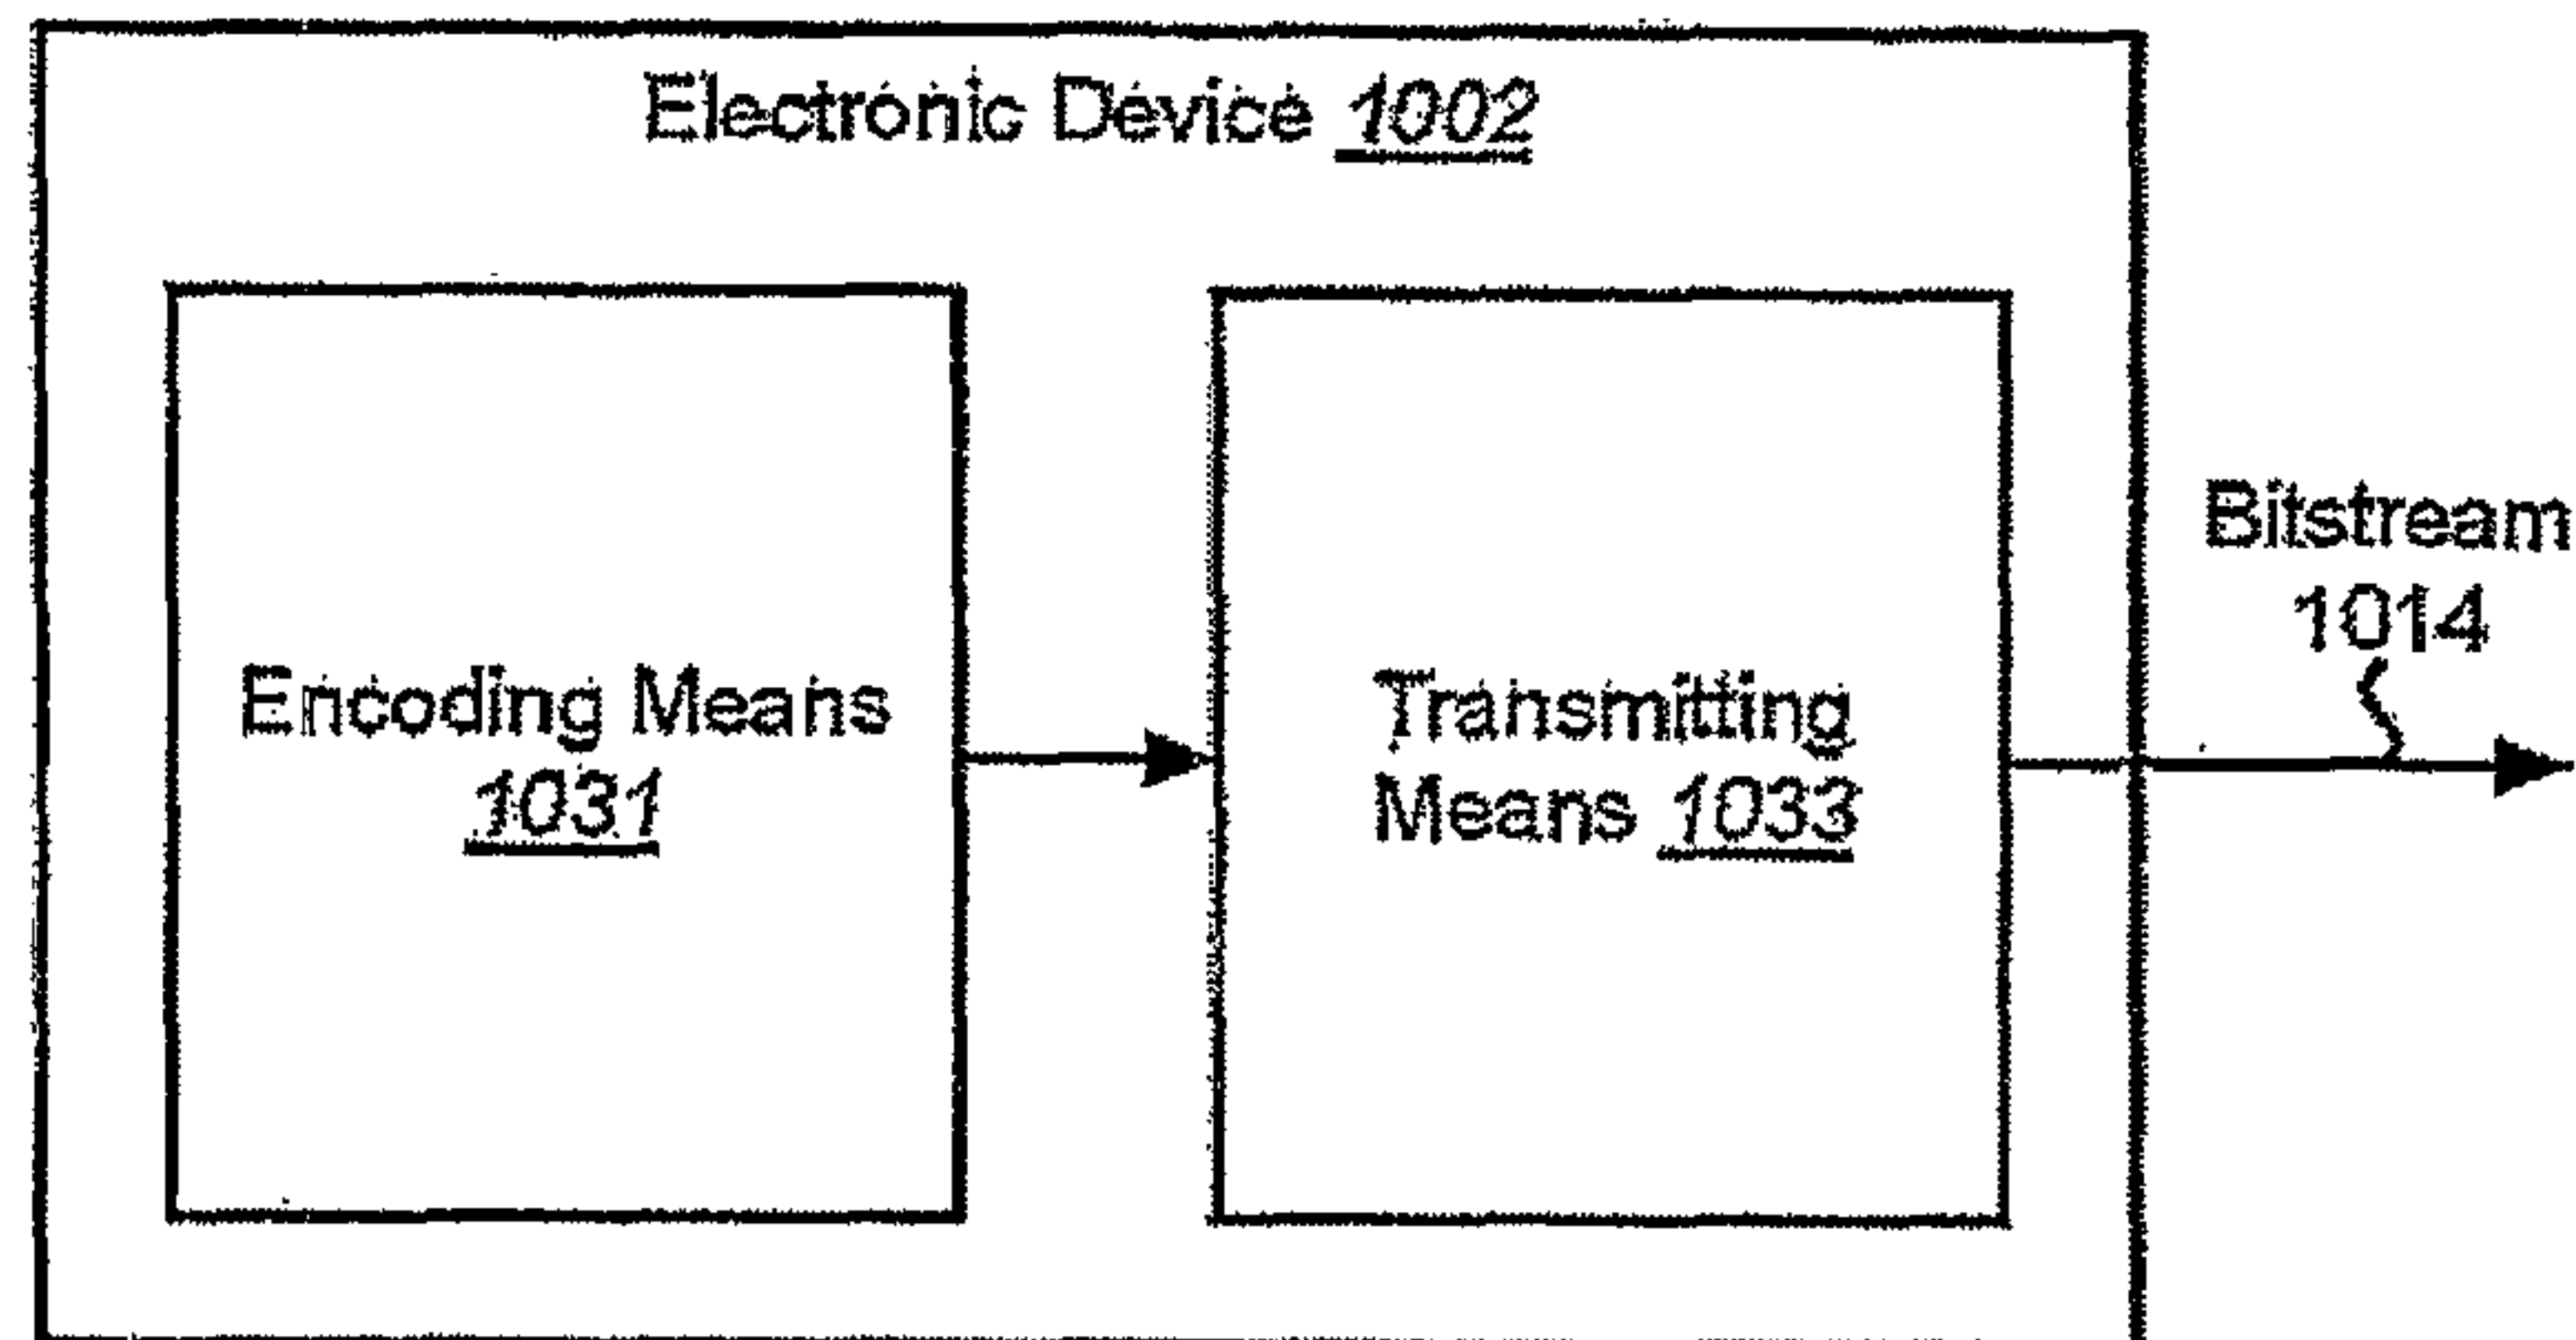 Electronic Device 1002
Encoding Means
1031
Transmitting
Means 1033
Bitstream
1014